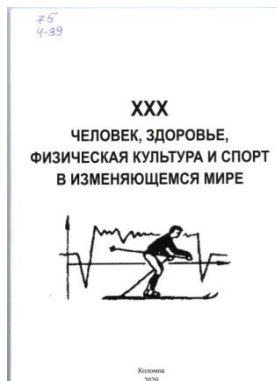 75
Ч-39
XXX
ЧЕЛОВЕК, ЗДОРОВЬЕ,
ФИЗИЧЕСКАЯ КУЛЬТУРА И СПОРТ
В ИЗМЕНЯЮЩЕМСЯ МИРЕ
Коломна
2020